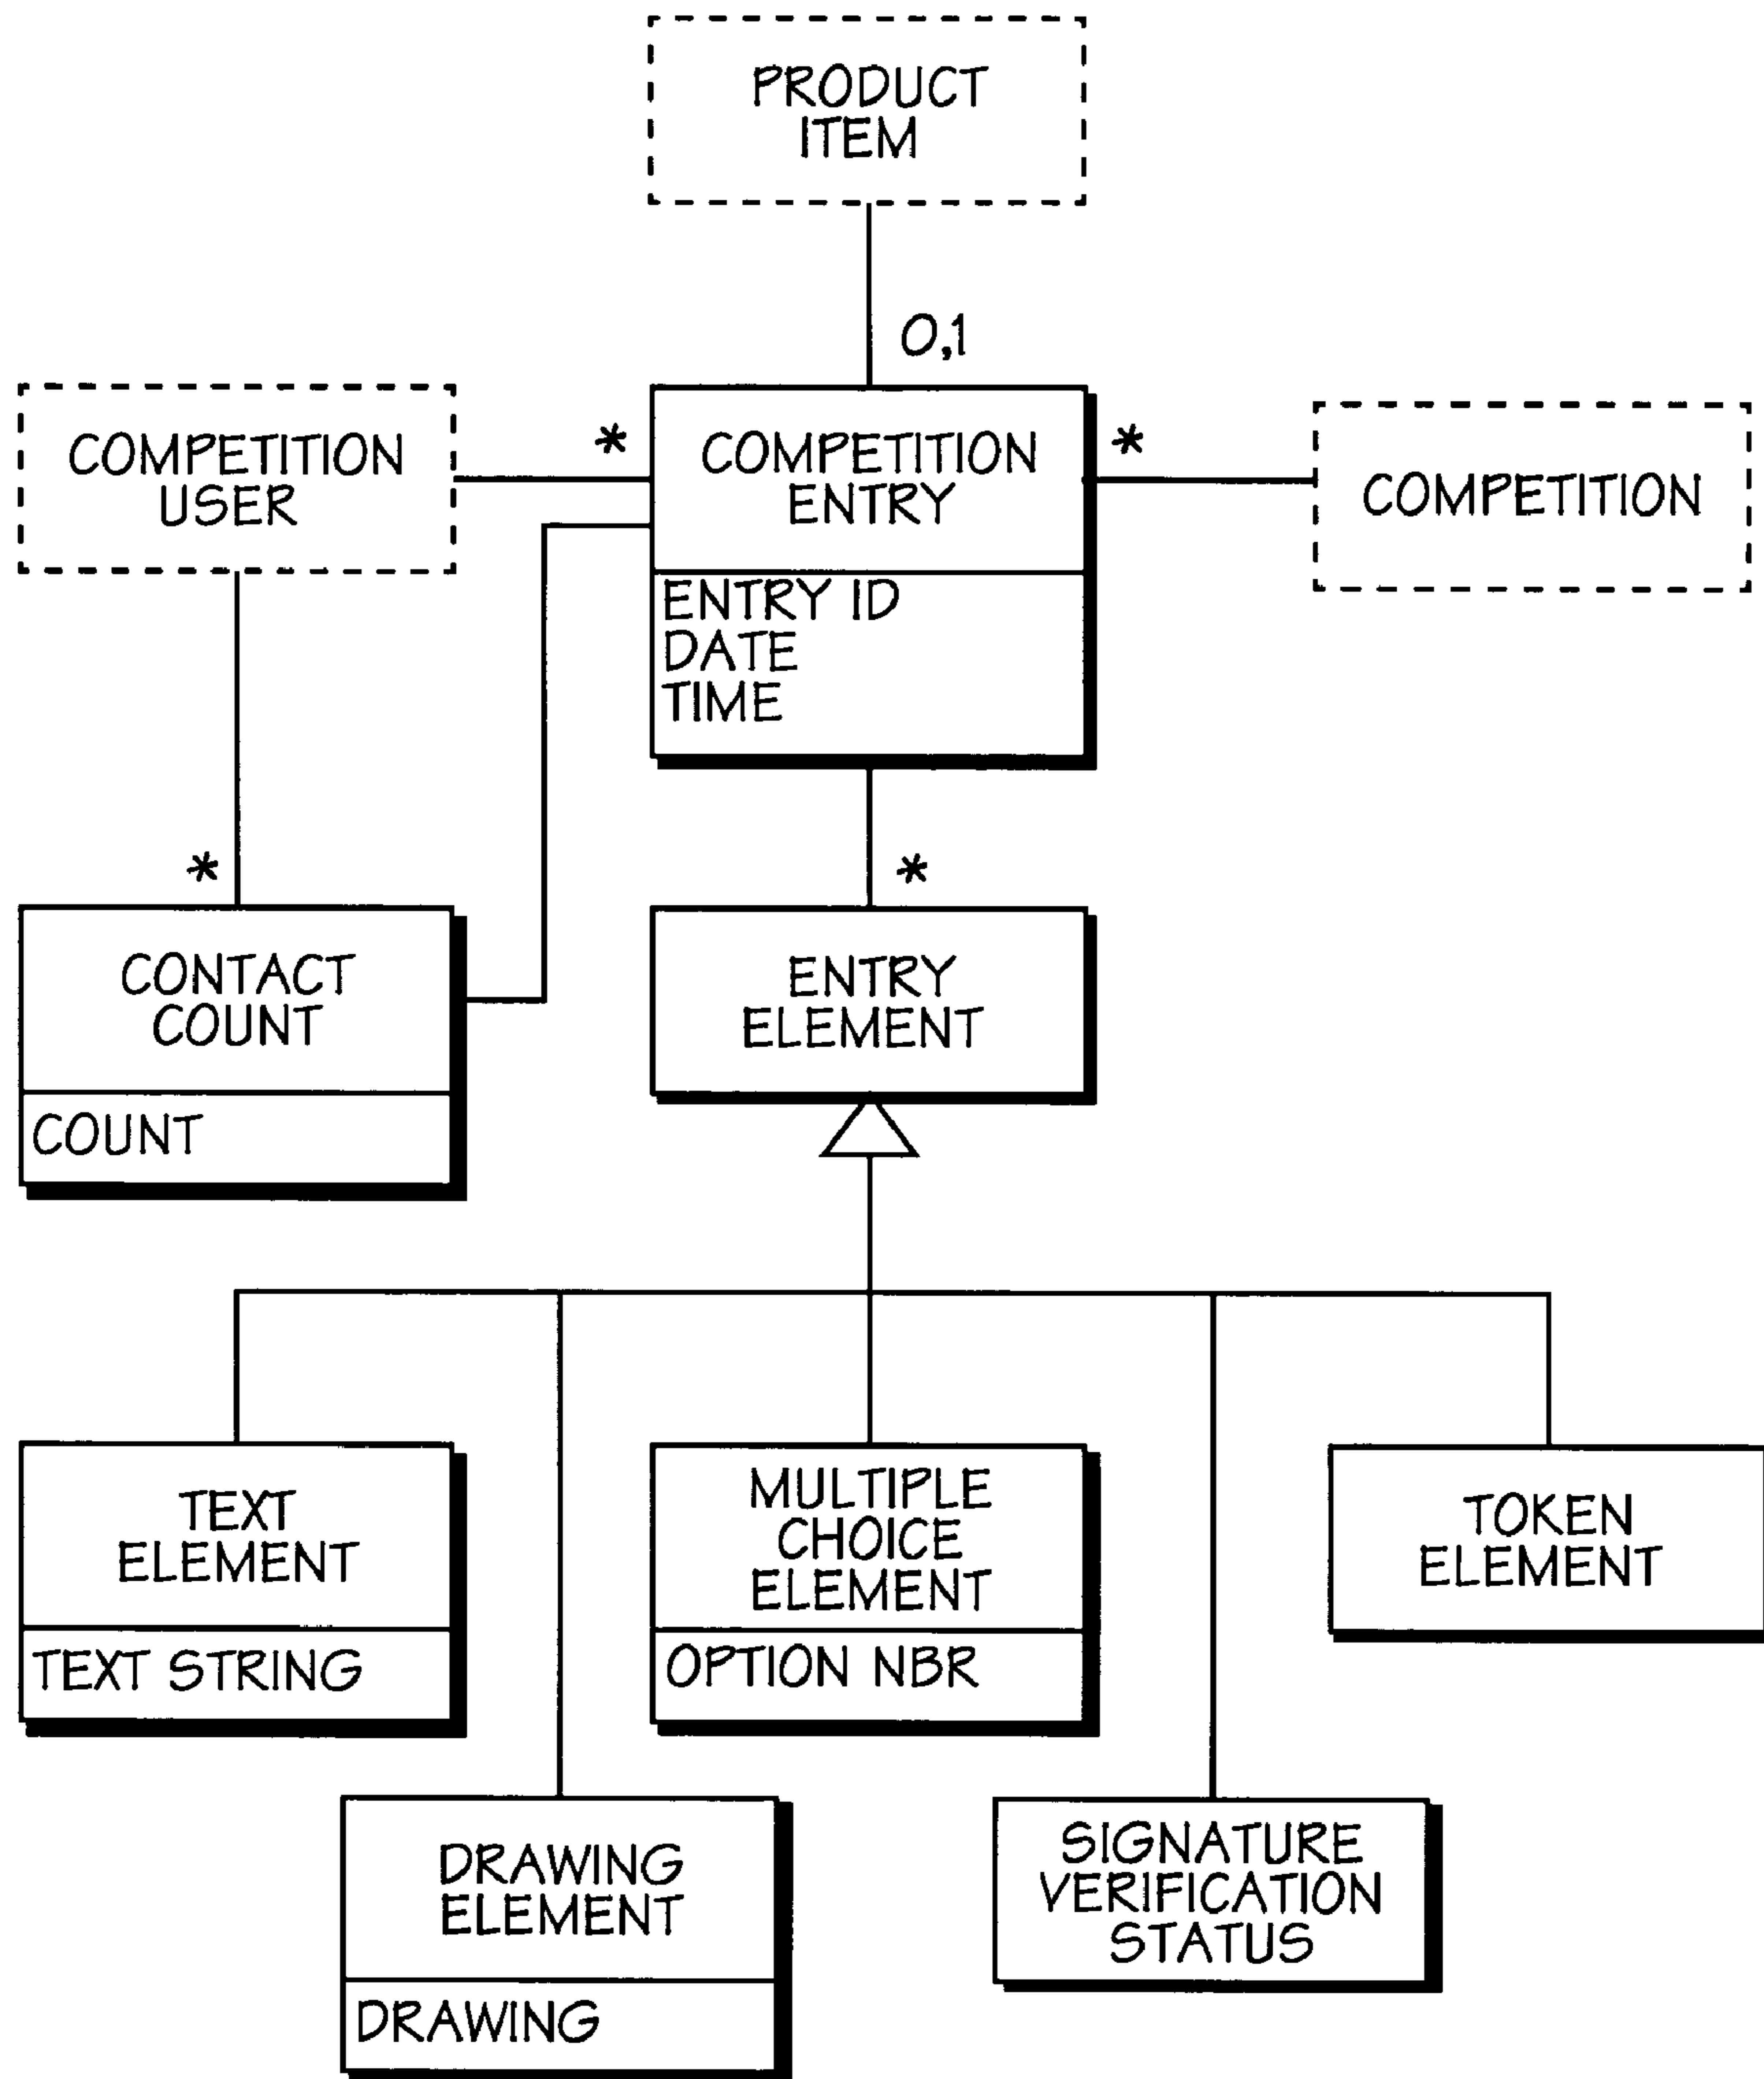 PRODUCT
ITEM
0,1
COMPETITION
USER
*
COMPETITION
ENTRY
*
COMPETITION
ENTRY ID
DATE
TIME
*
*
CONTACT
COUNT
COUNT
ENTRY
ELEMENT
TEXT
ELEMENT
TEXT STRING
MULTIPLE
CHOICE
ELEMENT
OPTION NBR
TOKEN
ELEMENT
DRAWING
ELEMENT
DRAWING
SIGNATURE
VERIFICATION
STATUS